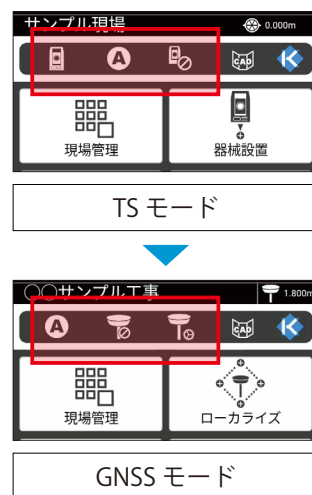 サンプル現場 0.000m
A CAD K
現場管理 器械設置
TS モード
○○サンプル工事 1.800m
A CAD K
現場管理 ローカライズ
GNSS モード